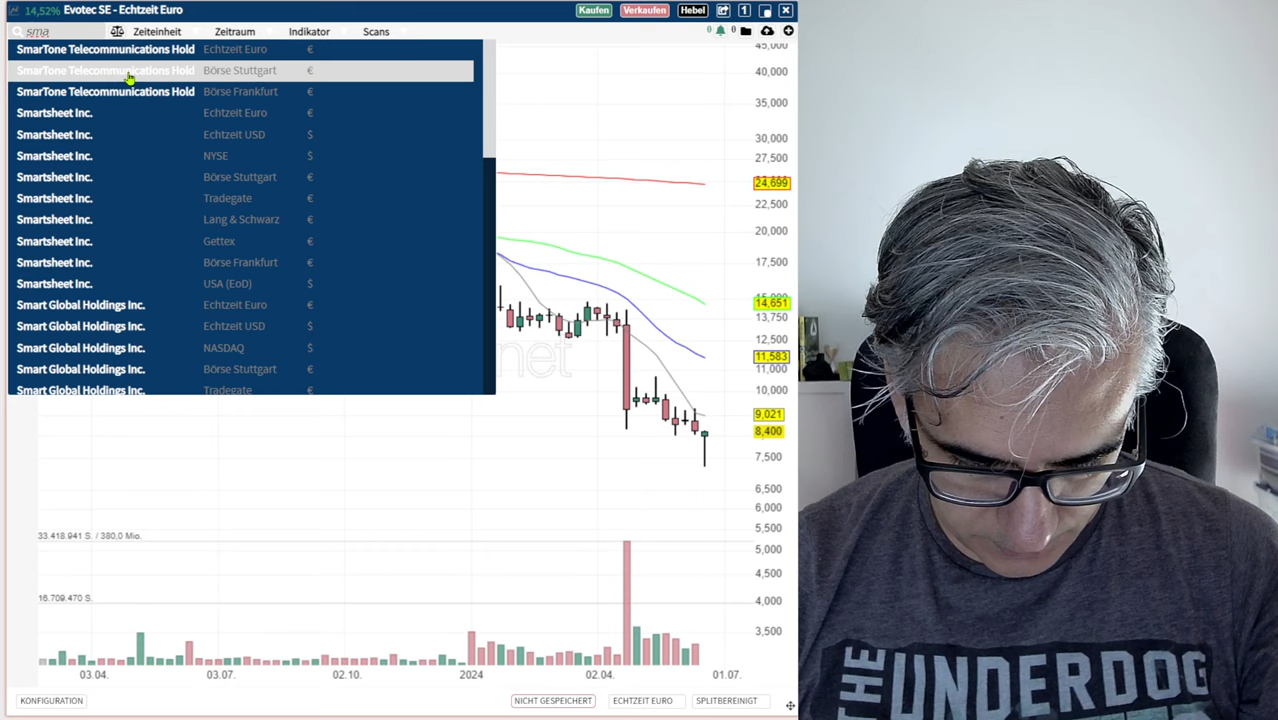 14,52% Evotec SE - Echtzeit Euro Kaufen Verkaufen Hebel 1
sma Zeiteinheit Zeitraum Indikator Scans 0 0
SmarTone Telecommunications Hold Echtzeit Euro €
SmarTone Telecommunications Hold Börse Stuttgart €
SmarTone Telecommunications Hold Börse Frankfurt €
Smartsheet Inc. Echtzeit Euro €
Smartsheet Inc. Echtzeit USD $
Smartsheet Inc. NYSE $
Smartsheet Inc. Börse Stuttgart €
Smartsheet Inc. Tradegate €
Smartsheet Inc. Lang & Schwarz €
Smartsheet Inc. Gettex €
Smartsheet Inc. Börse Frankfurt €
Smartsheet Inc. USA (EoD) $
Smart Global Holdings Inc. Echtzeit Euro €
Smart Global Holdings Inc. Echtzeit USD $
Smart Global Holdings Inc. NASDAQ $
Smart Global Holdings Inc. Börse Stuttgart €
Smart Global Holdings Inc. Tradegate €
45,000
40,000
35,000
30,000
27,500
24,699
22,500
20,000
17,500
14,651
13,750
12,500
11,583
11,000
10,000
9,021
8,400
7,500
6,500
6,000
5,500
5,000
4,500
4,000
3,500
net
33.418.941 S. / 380,0 Mio.
16.709.470 S.
03.04. 03.07. 02.10. 2024 02.04. 01.07.
KONFIGURATION NICHT GESPEICHERT ECHTZEIT EURO SPLITBEREINIGT
THE
UNDERDOG